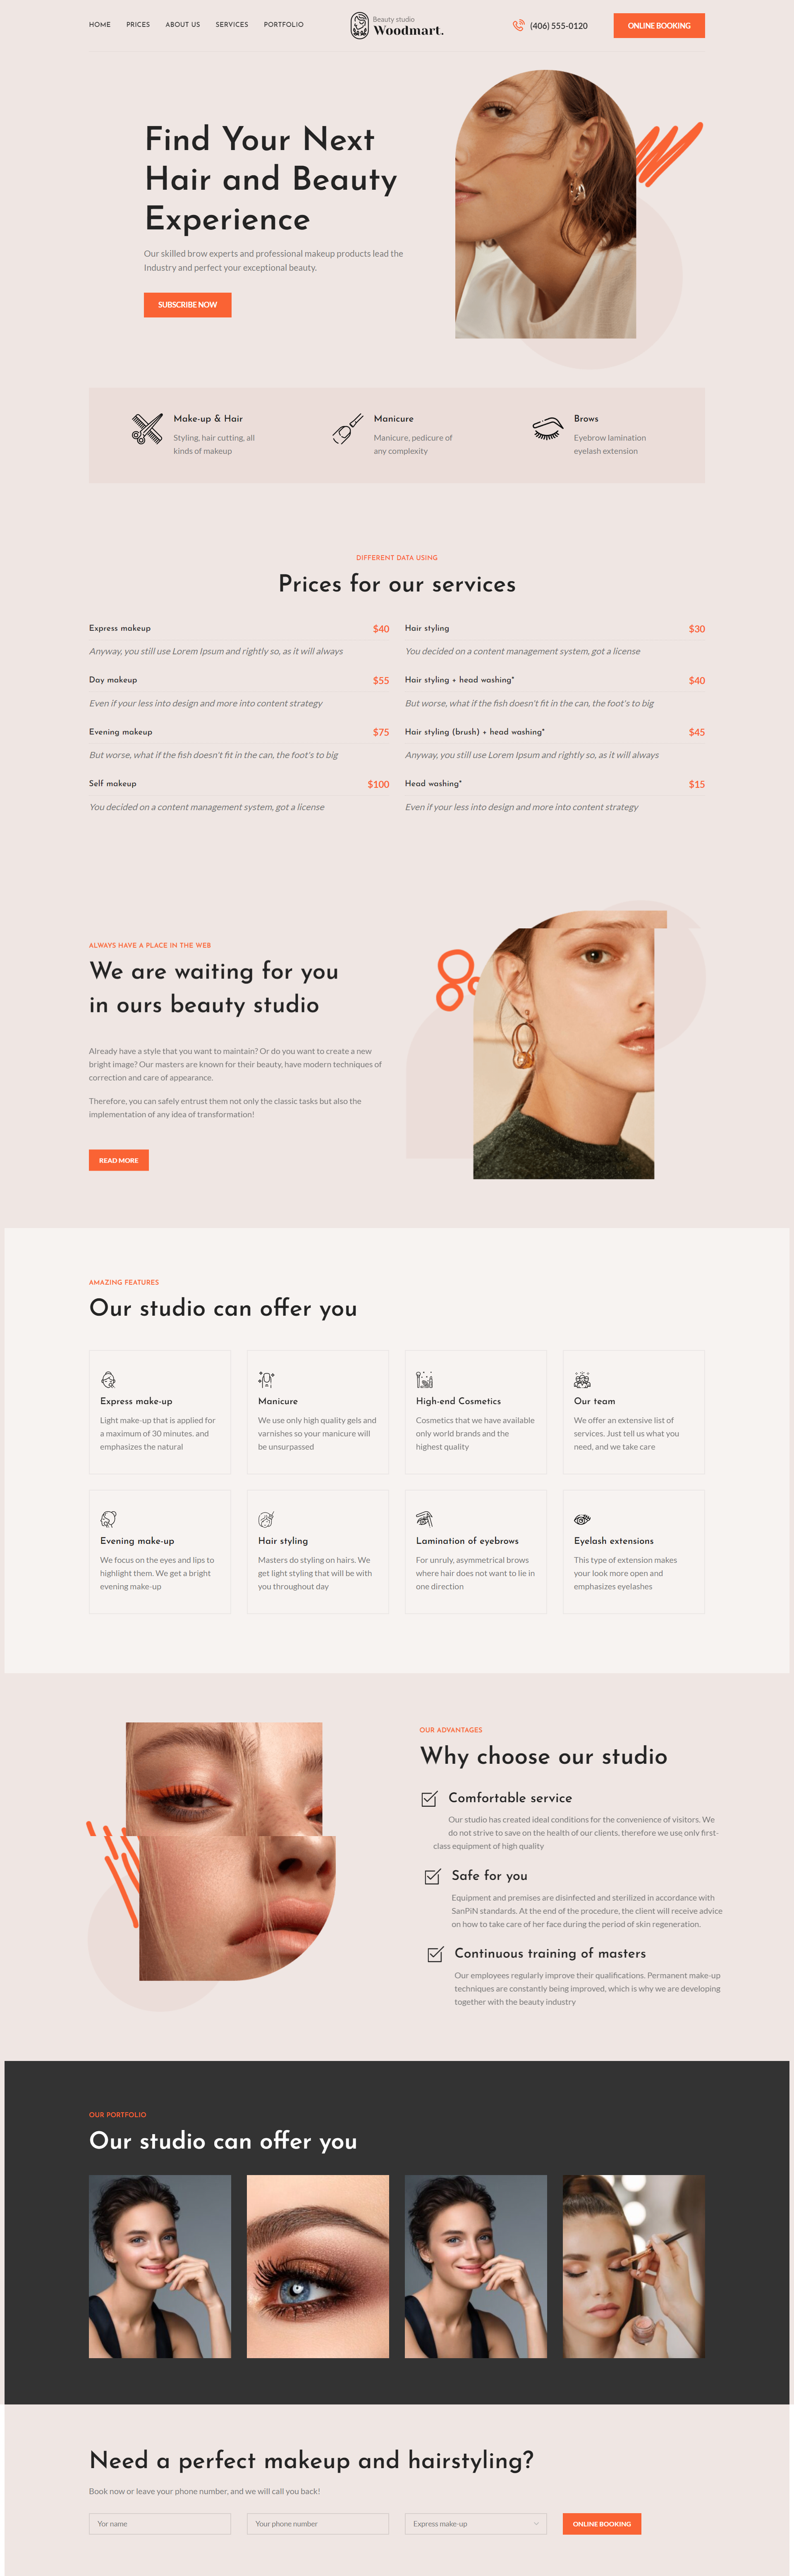 HOME PRICES ABOUT US SERVICES PORTFOLIO
Beauty studio
Woodmart.
(406) 555-0120
ONLINE BOOKING
Find Your Next
Hair and Beauty
Experience
Our skilled brow experts and professional makeup products lead the
Industry and perfect your exceptional beauty.
SUBSCRIBE NOW
Make-up & Hair
Styling, hair cutting, all
kinds of makeup
Manicure
Manicure, pedicure of
any complexity
Brows
Eyebrow lamination
eyelash extension
DIFFERENT DATA USING
Prices for our services
Express makeup $40
Anyway, you still use Lorem Ipsum and rightly so, as it will always
Day makeup $55
Even if your less into design and more into content strategy
Evening makeup $75
But worse, what if the fish doesn't fit in the can, the foot's to big
Self makeup $100
You decided on a content management system, got a license
Hair styling $30
You decided on a content management system, got a license
Hair styling + head washing* $40
But worse, what if the fish doesn't fit in the can, the foot's to big
Hair styling (brush) + head washing* $45
Anyway, you still use Lorem Ipsum and rightly so, as it will always
Head washing* $15
Even if your less into design and more into content strategy
ALWAYS HAVE A PLACE IN THE WEB
We are waiting for you
in ours beauty studio
Already have a style that you want to maintain? Or do you want to create a new
bright image? Our masters are known for their beauty, have modern techniques of
correction and care of appearance.
Therefore, you can safely entrust them not only the classic tasks but also the
implementation of any idea of transformation!
READ MORE
AMAZING FEATURES
Our studio can offer you
Express make-up
Light make-up that is applied for
a maximum of 30 minutes. and
emphasizes the natural
Manicure
We use only high quality gels and
varnishes so your manicure will
be unsurpassed
High-end Cosmetics
Cosmetics that we have available
only world brands and the
highest quality
Our team
We offer an extensive list of
services. Just tell us what you
need, and we take care
Evening make-up
We focus on the eyes and lips to
highlight them. We get a bright
evening make-up
Hair styling
Masters do styling on hairs. We
get light styling that will be with
you throughout day
Lamination of eyebrows
For unruly, asymmetrical brows
where hair does not want to lie in
one direction
Eyelash extensions
This type of extension makes
your look more open and
emphasizes eyelashes
OUR ADVANTAGES
Why choose our studio
Comfortable service
Our studio has created ideal conditions for the convenience of visitors. We
do not strive to save on the health of our clients, therefore we use only first-
class equipment of high quality
Safe for you
Equipment and premises are disinfected and sterilized in accordance with
SanPiN standards. At the end of the procedure, the client will receive advice
on how to take care of her face during the period of skin regeneration.
Continuous training of masters
Our employees regularly improve their qualifications. Permanent make-up
techniques are constantly being improved, which is why we are developing
together with the beauty industry
OUR PORTFOLIO
Our studio can offer you
Need a perfect makeup and hairstyling?
Book now or leave your phone number, and we will call you back!
Yor name
Your phone number
Express make-up
ONLINE BOOKING